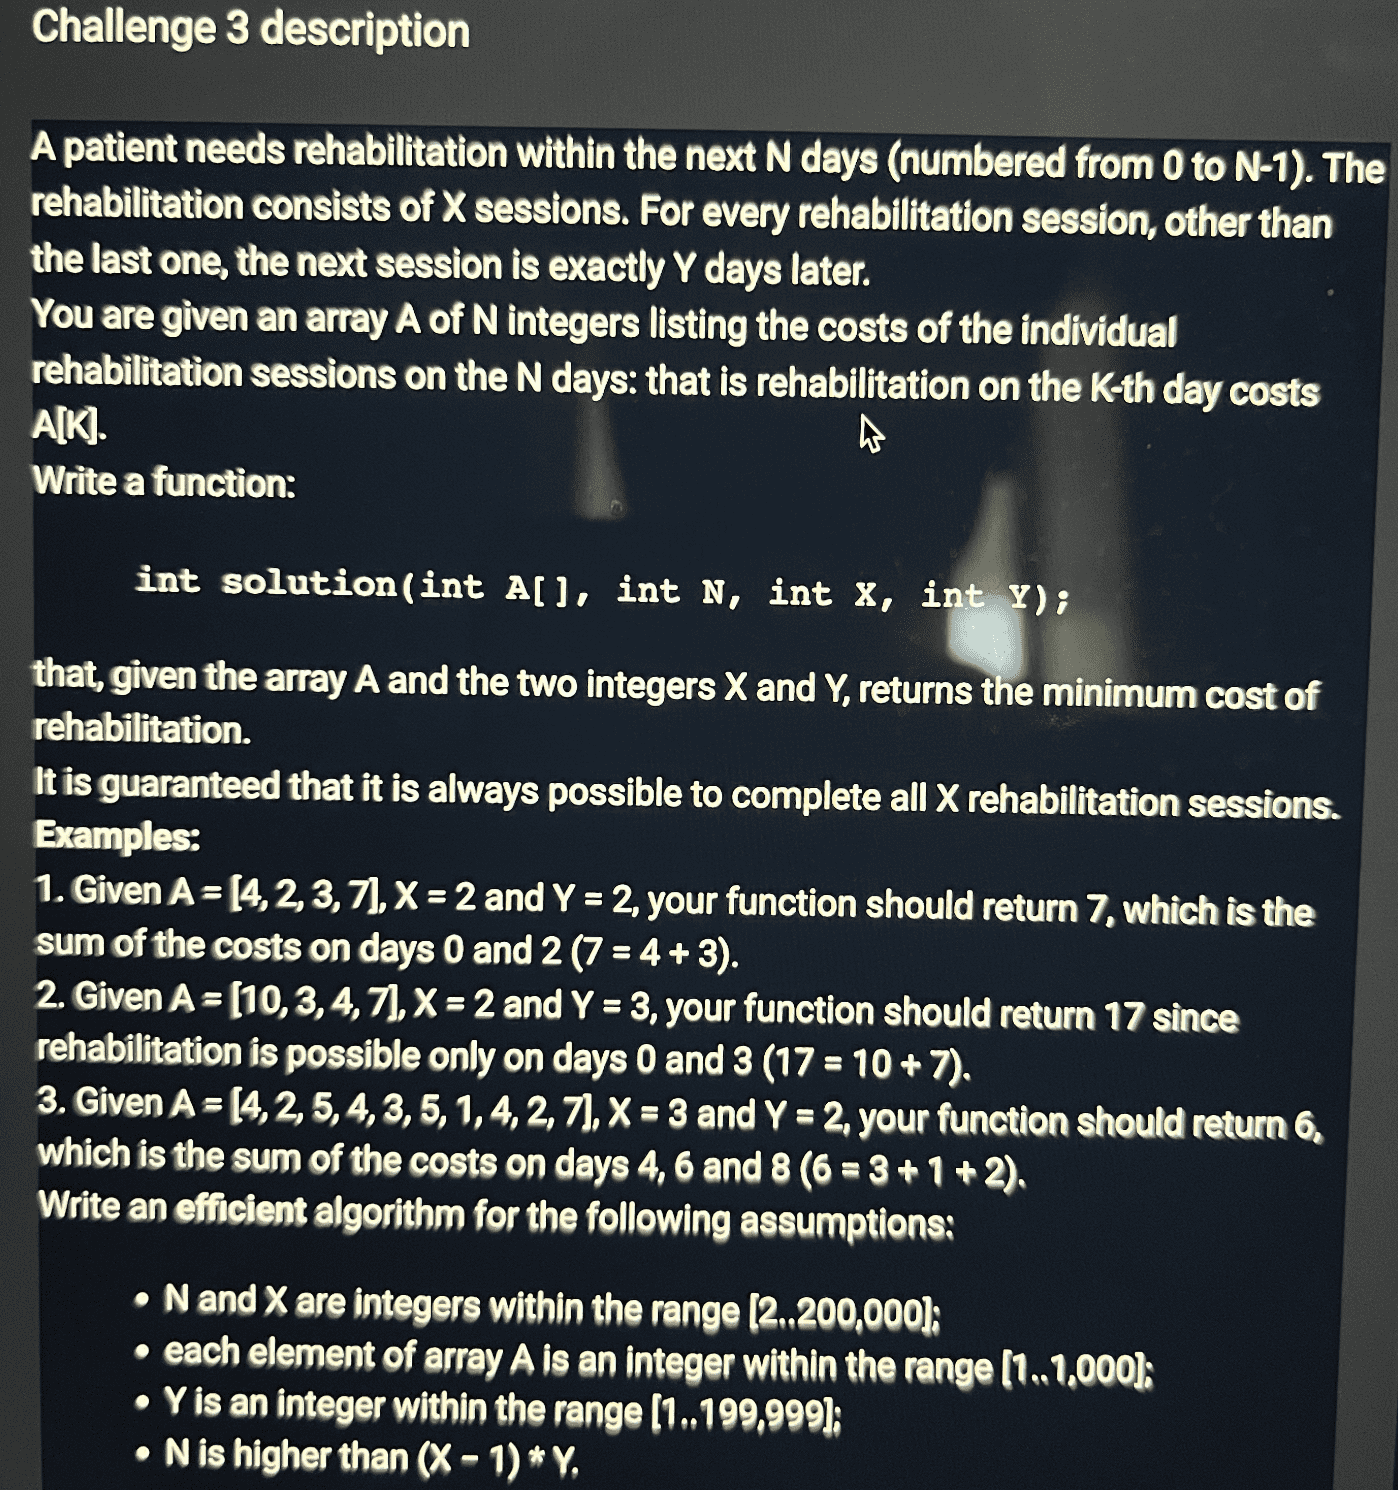 Challenge 3 description
A patient needs rehabilitation within the next N days (numbered from 0 to N-1). The
rehabilitation consists of X sessions. For every rehabilitation session, other than
the last one, the next session is exactly Y days later.
You are given an array A of N integers listing the costs of the individual
rehabilitation sessions on the N days: that is rehabilitation on the K-th day costs
A[K].
Write a function:
int solution(int A[], int N, int X, int Y);
that, given the array A and the two integers X and Y, returns the minimum cost of
rehabilitation.
It is guaranteed that it is always possible to complete all X rehabilitation sessions.
Examples:
1. Given A = [4, 2, 3, 7], X = 2 and Y = 2, your function should return 7, which is the
sum of the costs on days 0 and 2 (7 = 4 + 3).
2. Given A = [10, 3, 4, 7], X = 2 and Y = 3, your function should return 17 since
rehabilitation is possible only on days 0 and 3 (17 = 10 + 7).
3. Given A = [4, 2, 5, 4, 3, 5, 1, 4, 2, 7], X = 3 and Y = 2, your function should return 6,
which is the sum of the costs on days 4, 6 and 8 (6 = 3 + 1 + 2).
Write an efficient algorithm for the following assumptions:
• N and X are integers within the range [2..200,000];
• each element of array A is an integer within the range [1..1,000];
• Y is an integer within the range [1..199,999];
• N is higher than (X − 1) * Y.